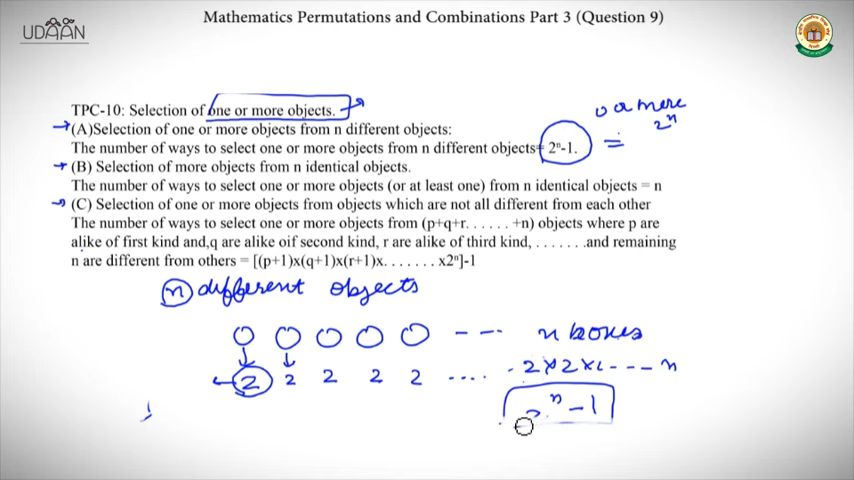 UDAAN
Mathematics Permutations and Combinations Part 3 (Question 9)
0 or more
2ⁿ
TPC-10: Selection of one or more objects.
(A)Selection of one or more objects from n different objects:
The number of ways to select one or more objects from n different objects= 2ⁿ-1. =
(B) Selection of more objects from n identical objects.
The number of ways to select one or more objects (or at least one) from n identical objects = n
(C) Selection of one or more objects from objects which are not all different from each other
The number of ways to select one or more objects from (p+q+r. . . . . . +n) objects where p are
alike of first kind and,q are alike oif second kind, r are alike of third kind, . . . . . . .and remaining
n are different from others = [(p+1)x(q+1)x(r+1)x. . . . . . . x2ⁿ]-1
n different objects
--- n boxes
2 2 2 2 2 .... 2×2× ---- n
2ⁿ-1